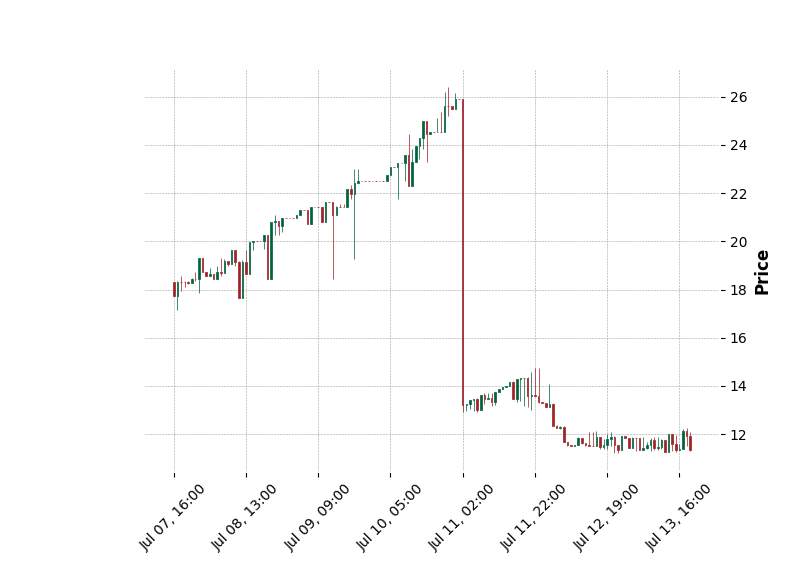 26
24
22
20
18
16
14
12
Price
Jul 07, 16:00
Jul 08, 13:00
Jul 09, 09:00
Jul 10, 05:00
Jul 11, 02:00
Jul 11, 22:00
Jul 12, 19:00
Jul 13, 16:00